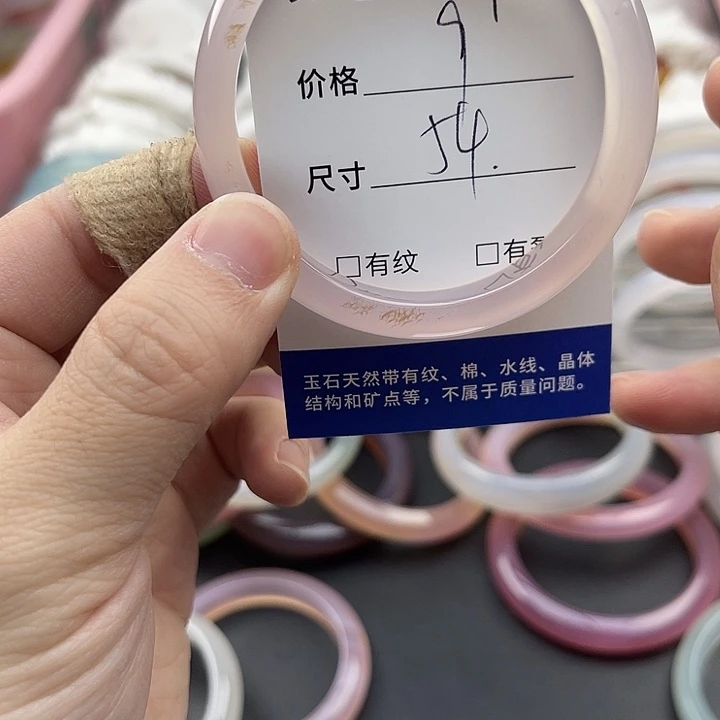 价格
尺寸 54.
□有纹 □有
玉石天然带有纹、棉、水线、晶体
结构和矿点等，不属于质量问题。